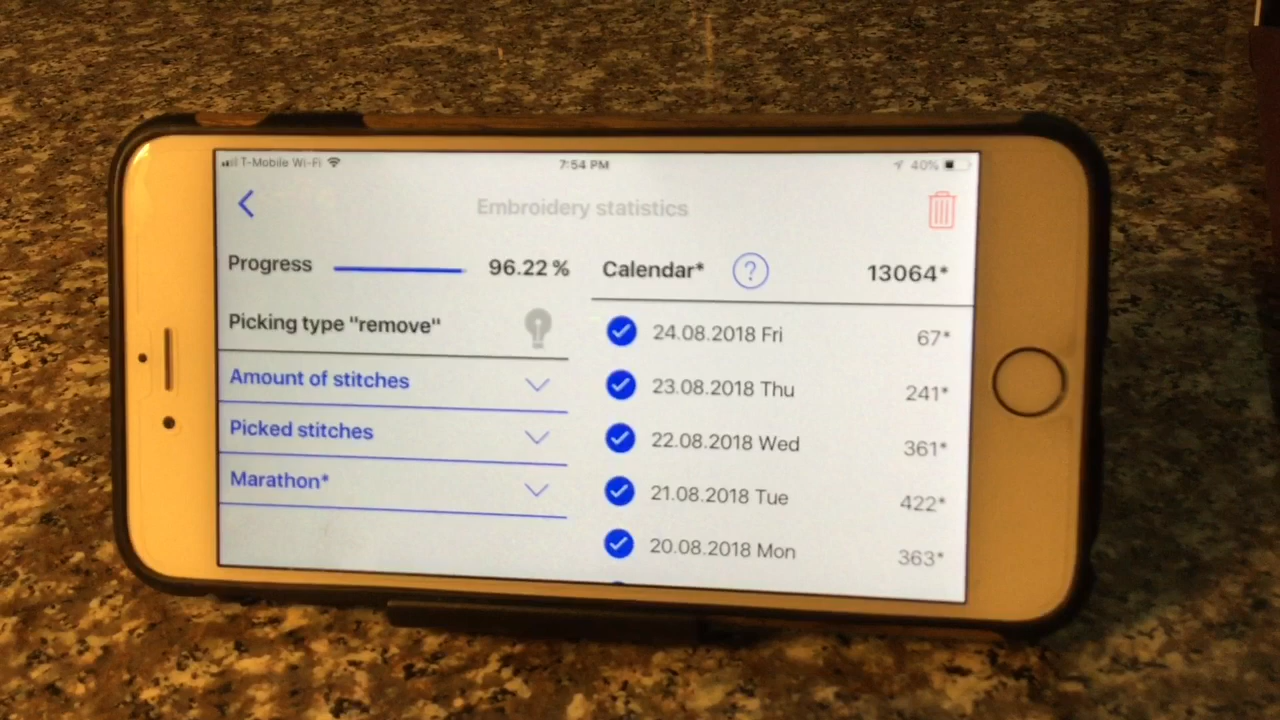 T-Mobile Wi-Fi 7:54 PM 40%
Embroidery statistics
Progress 96.22 %
Picking type "remove"
Amount of stitches
Picked stitches
Marathon*
Calendar* ? 13064*
24.08.2018 Fri 67*
23.08.2018 Thu 241*
22.08.2018 Wed 361*
21.08.2018 Tue 422*
20.08.2018 Mon 363*